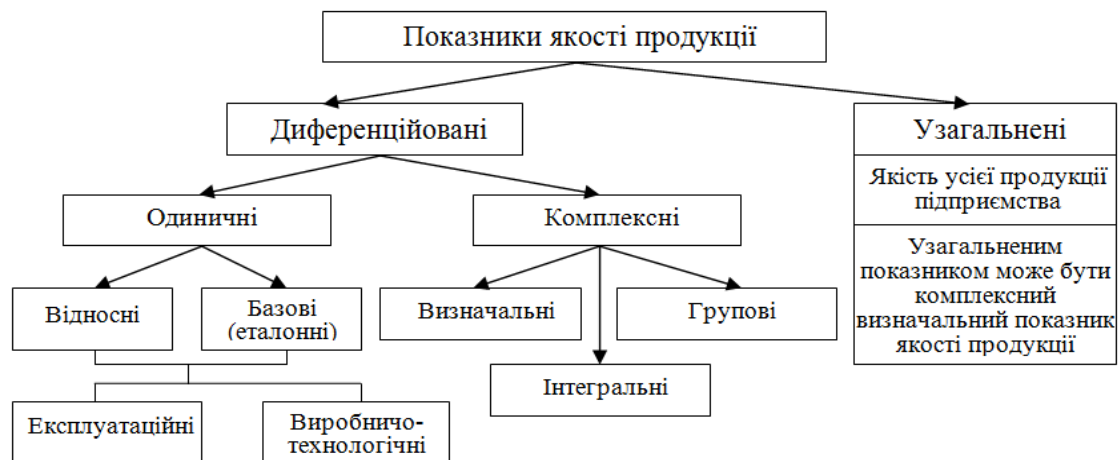 Показники якості продукції
Диференційовані
Узагальнені
Якість усієї продукції
підприємства
Узагальненим
показником може бути
комплексний
визначальний показник
якості продукції
Одиничні
Комплексні
Відносні
Базові
(еталонні)
Визначальні
Групові
Інтегральні
Експлуатаційні
Виробничо-
технологічні